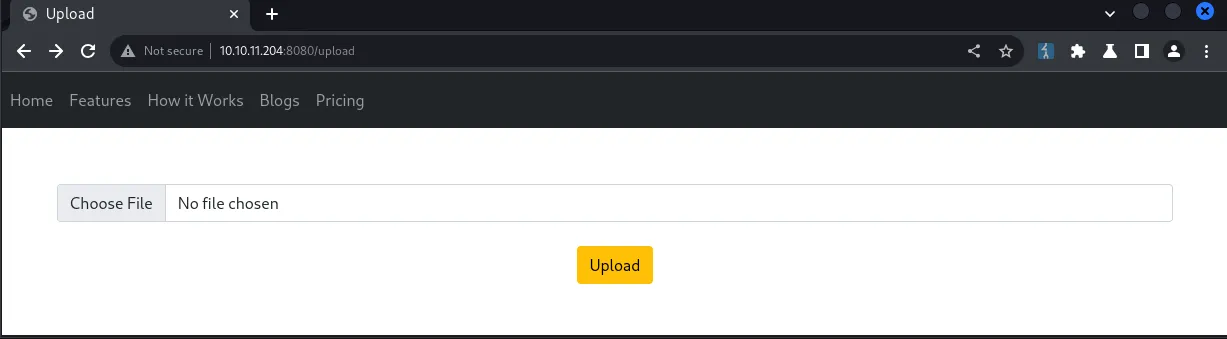 Upload
Not secure 10.10.11.204:8080/upload
Home Features How it Works Blogs Pricing
Choose File No file chosen
Upload